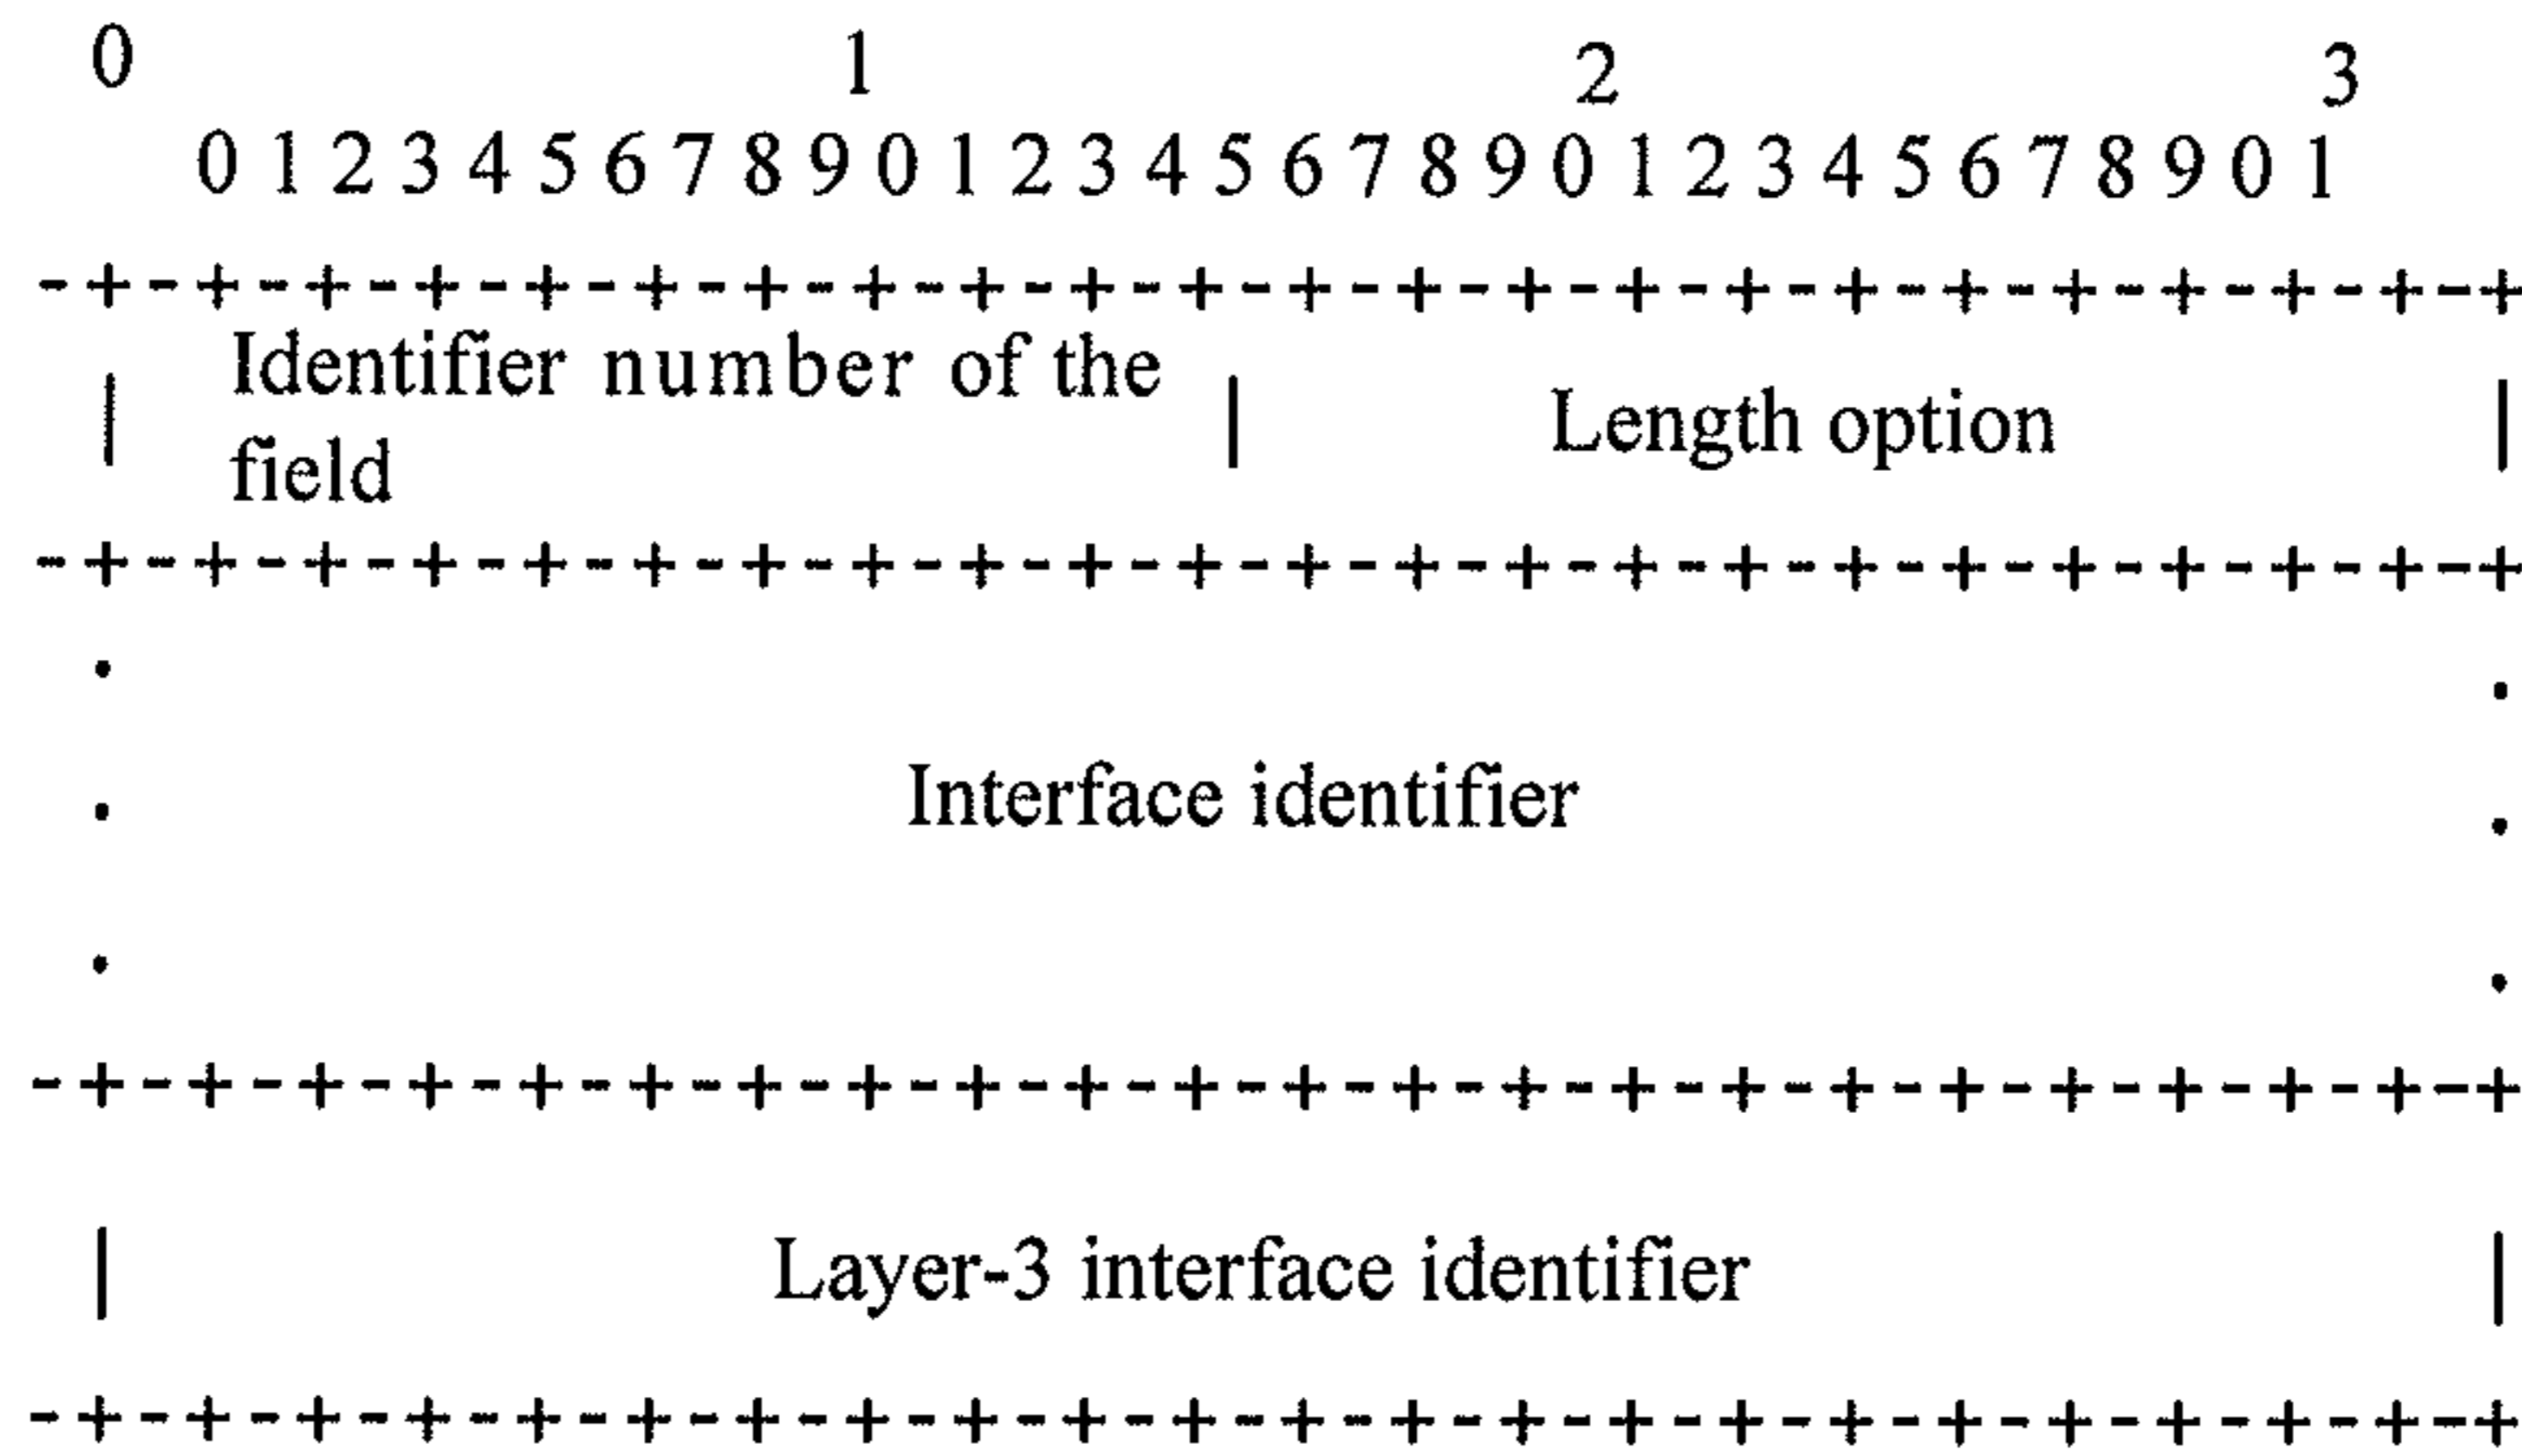 0 1 2 3
0 1 2 3 4 5 6 7 8 9 0 1 2 3 4 5 6 7 8 9 0 1 2 3 4 5 6 7 8 9 0 1
-+-+-+-+-+-+-+-+-+-+-+-+-+-+-+-+-+-+-+-+-+-+-+
| Identifier number of the
field | Length option |
-+-+-+-+-+-+-+-+-+-+-+-+-+-+-+-+-+-+-+-+-+-+-+
. .
. Interface identifier .
. .
-+-+-+-+-+-+-+-+-+-+-+-+-+-+-+-+-+-+-+-+-+-+-+
| Layer-3 interface identifier |
-+-+-+-+-+-+-+-+-+-+-+-+-+-+-+-+-+-+-+-+-+-+-+